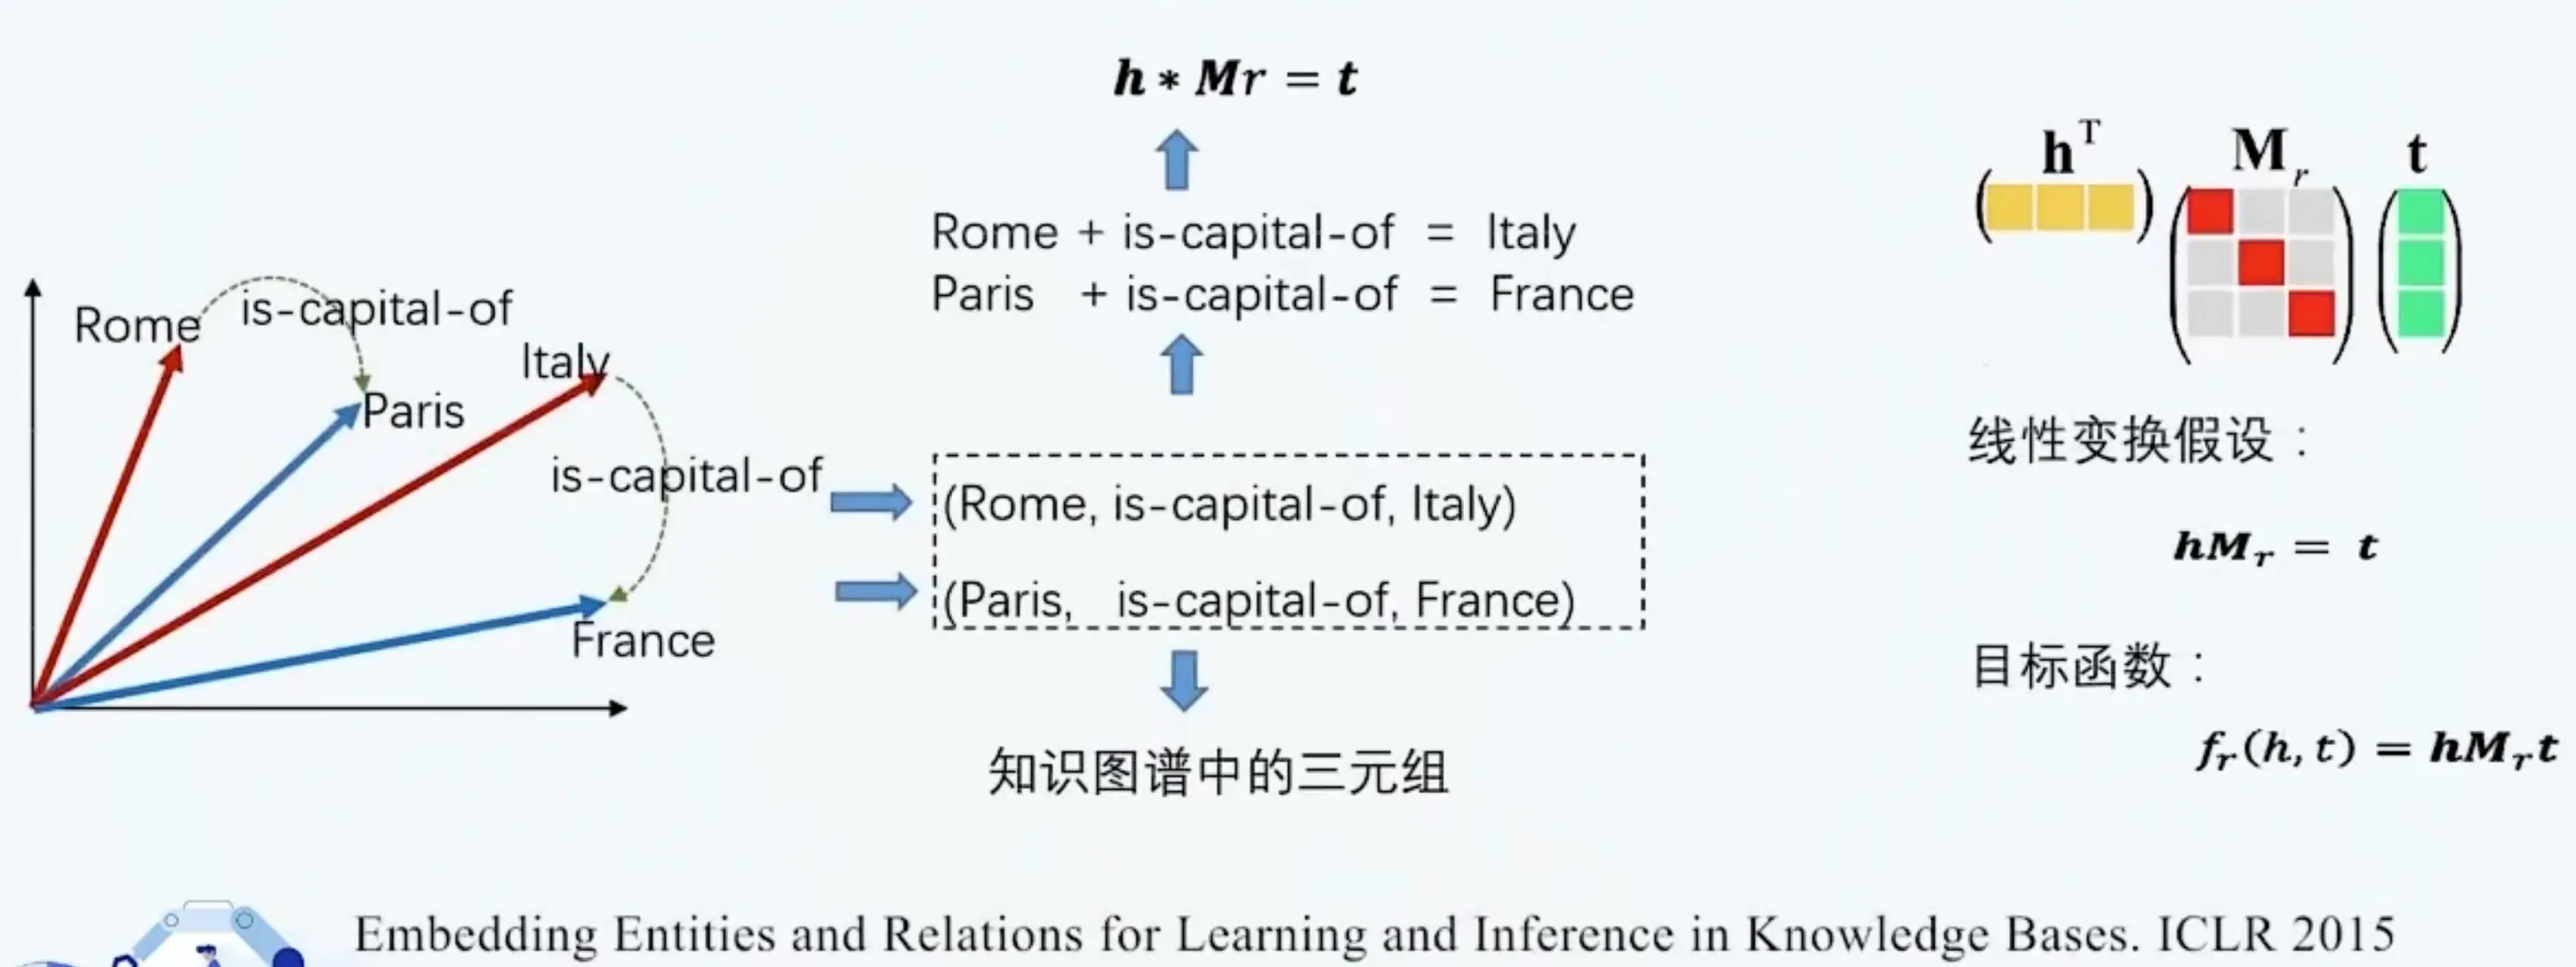 h * Mr = t
Rome + is-capital-of = Italy
Paris + is-capital-of = France
Rome
is-capital-of
Paris
Italy
is-capital-of
France
(Rome, is-capital-of, Italy)
(Paris, is-capital-of, France)
知识图谱中的三元组
h^T M_r t
线性变换假设：
hM_r = t
目标函数：
f_r(h, t) = hM_r t
Embedding Entities and Relations for Learning and Inference in Knowledge Bases. ICLR 2015